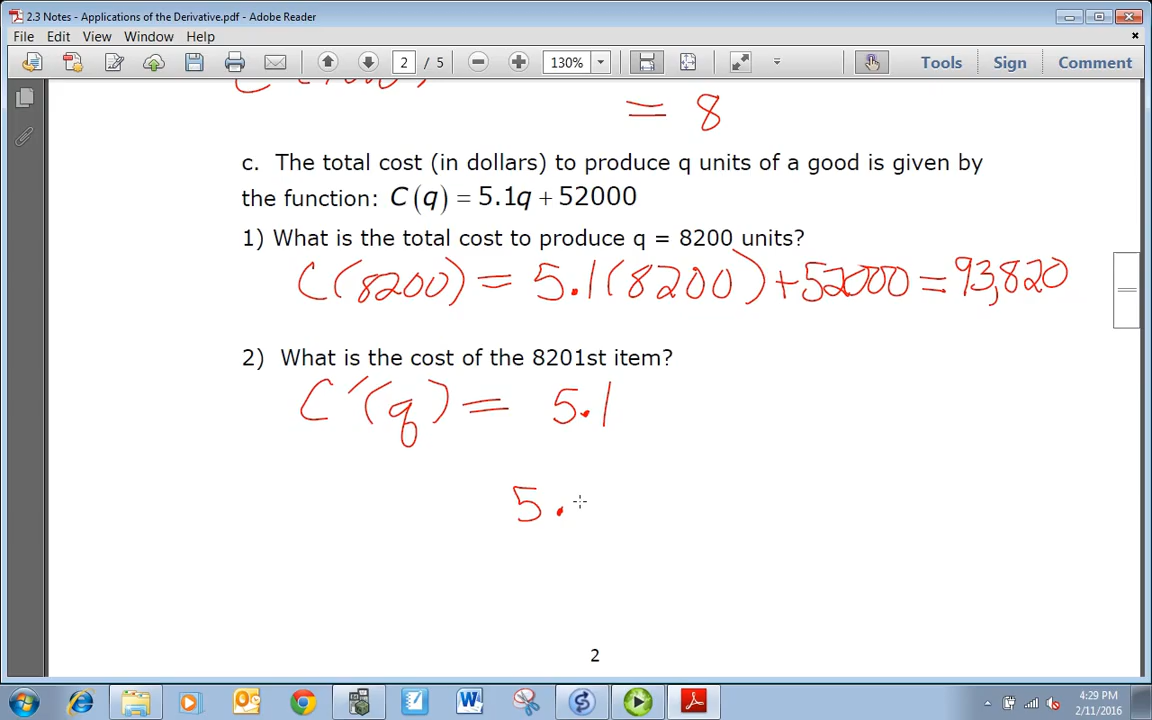 2.3 Notes - Applications of the Derivative.pdf - Adobe Reader
File Edit View Window Help
2 / 5 130% Tools Sign Comment
= 8
c. The total cost (in dollars) to produce q units of a good is given by
the function: C(q) = 5.1q + 52000
1) What is the total cost to produce q = 8200 units?
C(8200) = 5.1(8200) + 52000 = 93,820
2) What is the cost of the 8201st item?
C'(q) = 5.1
5.
2
4:29 PM
2/11/2016